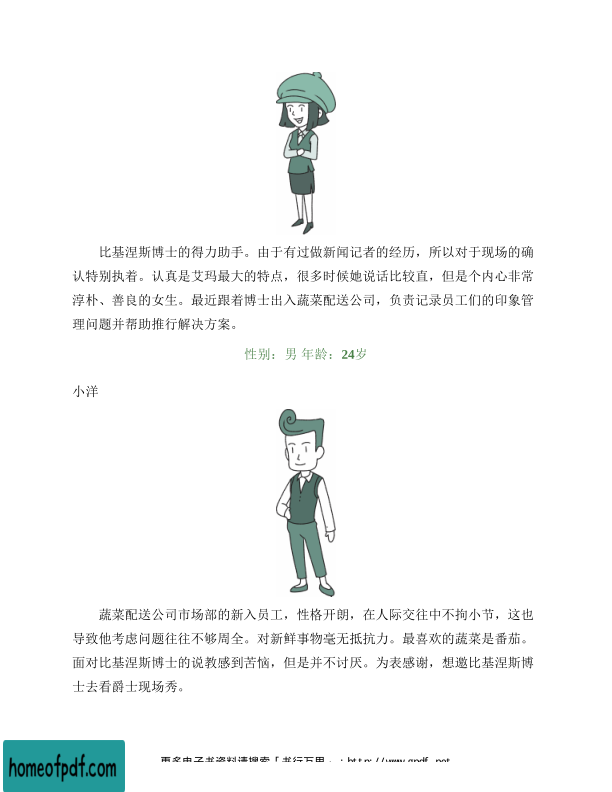 比基涅斯博士的得力助手。由于有过做新闻记者的经历，所以对于现场的确
认特别执着。认真是艾玛最大的特点，很多时候她说话比较直，但是个内心非常
淳朴、善良的女生。最近跟着博士出入蔬菜配送公司，负责记录员工们的印象管
理问题并帮助推行解决方案。
性别：男 年龄：24岁
小洋
蔬菜配送公司市场部的新入员工，性格开朗，在人际交往中不拘小节，这也
导致他考虑问题往往不够周全。对新鲜事物毫无抵抗力。最喜欢的蔬菜是番茄。
面对比基涅斯博士的说教感到苦恼，但是并不讨厌。为表感谢，想邀比基涅斯博
士去看爵士现场秀。
更多电子书资料请搜索「书行万里
homeofpdf.com